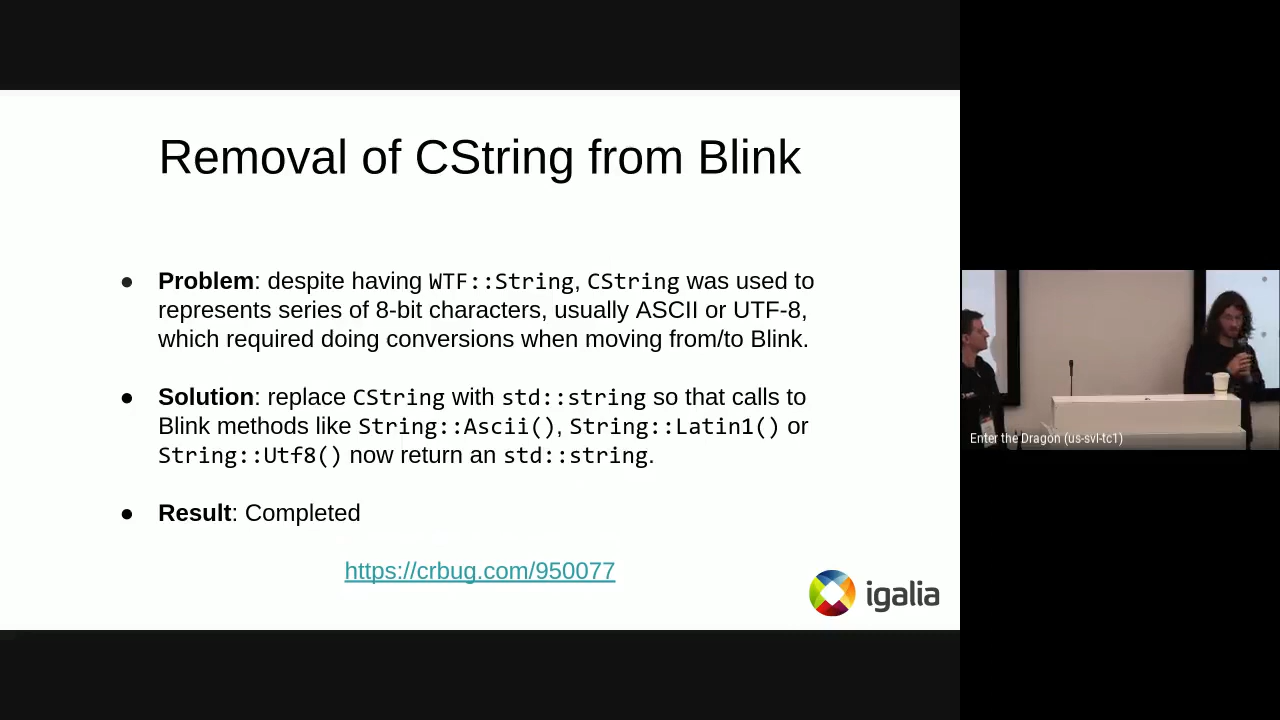 Removal of CString from Blink
● Problem: despite having WTF::String, CString was used to
represents series of 8-bit characters, usually ASCII or UTF-8,
which required doing conversions when moving from/to Blink.
● Solution: replace CString with std::string so that calls to
Blink methods like String::Ascii(), String::Latin1() or
String::Utf8() now return an std::string.
● Result: Completed
https://crbug.com/950077
igalia
Enter the Dragon (us-svl-tc1)